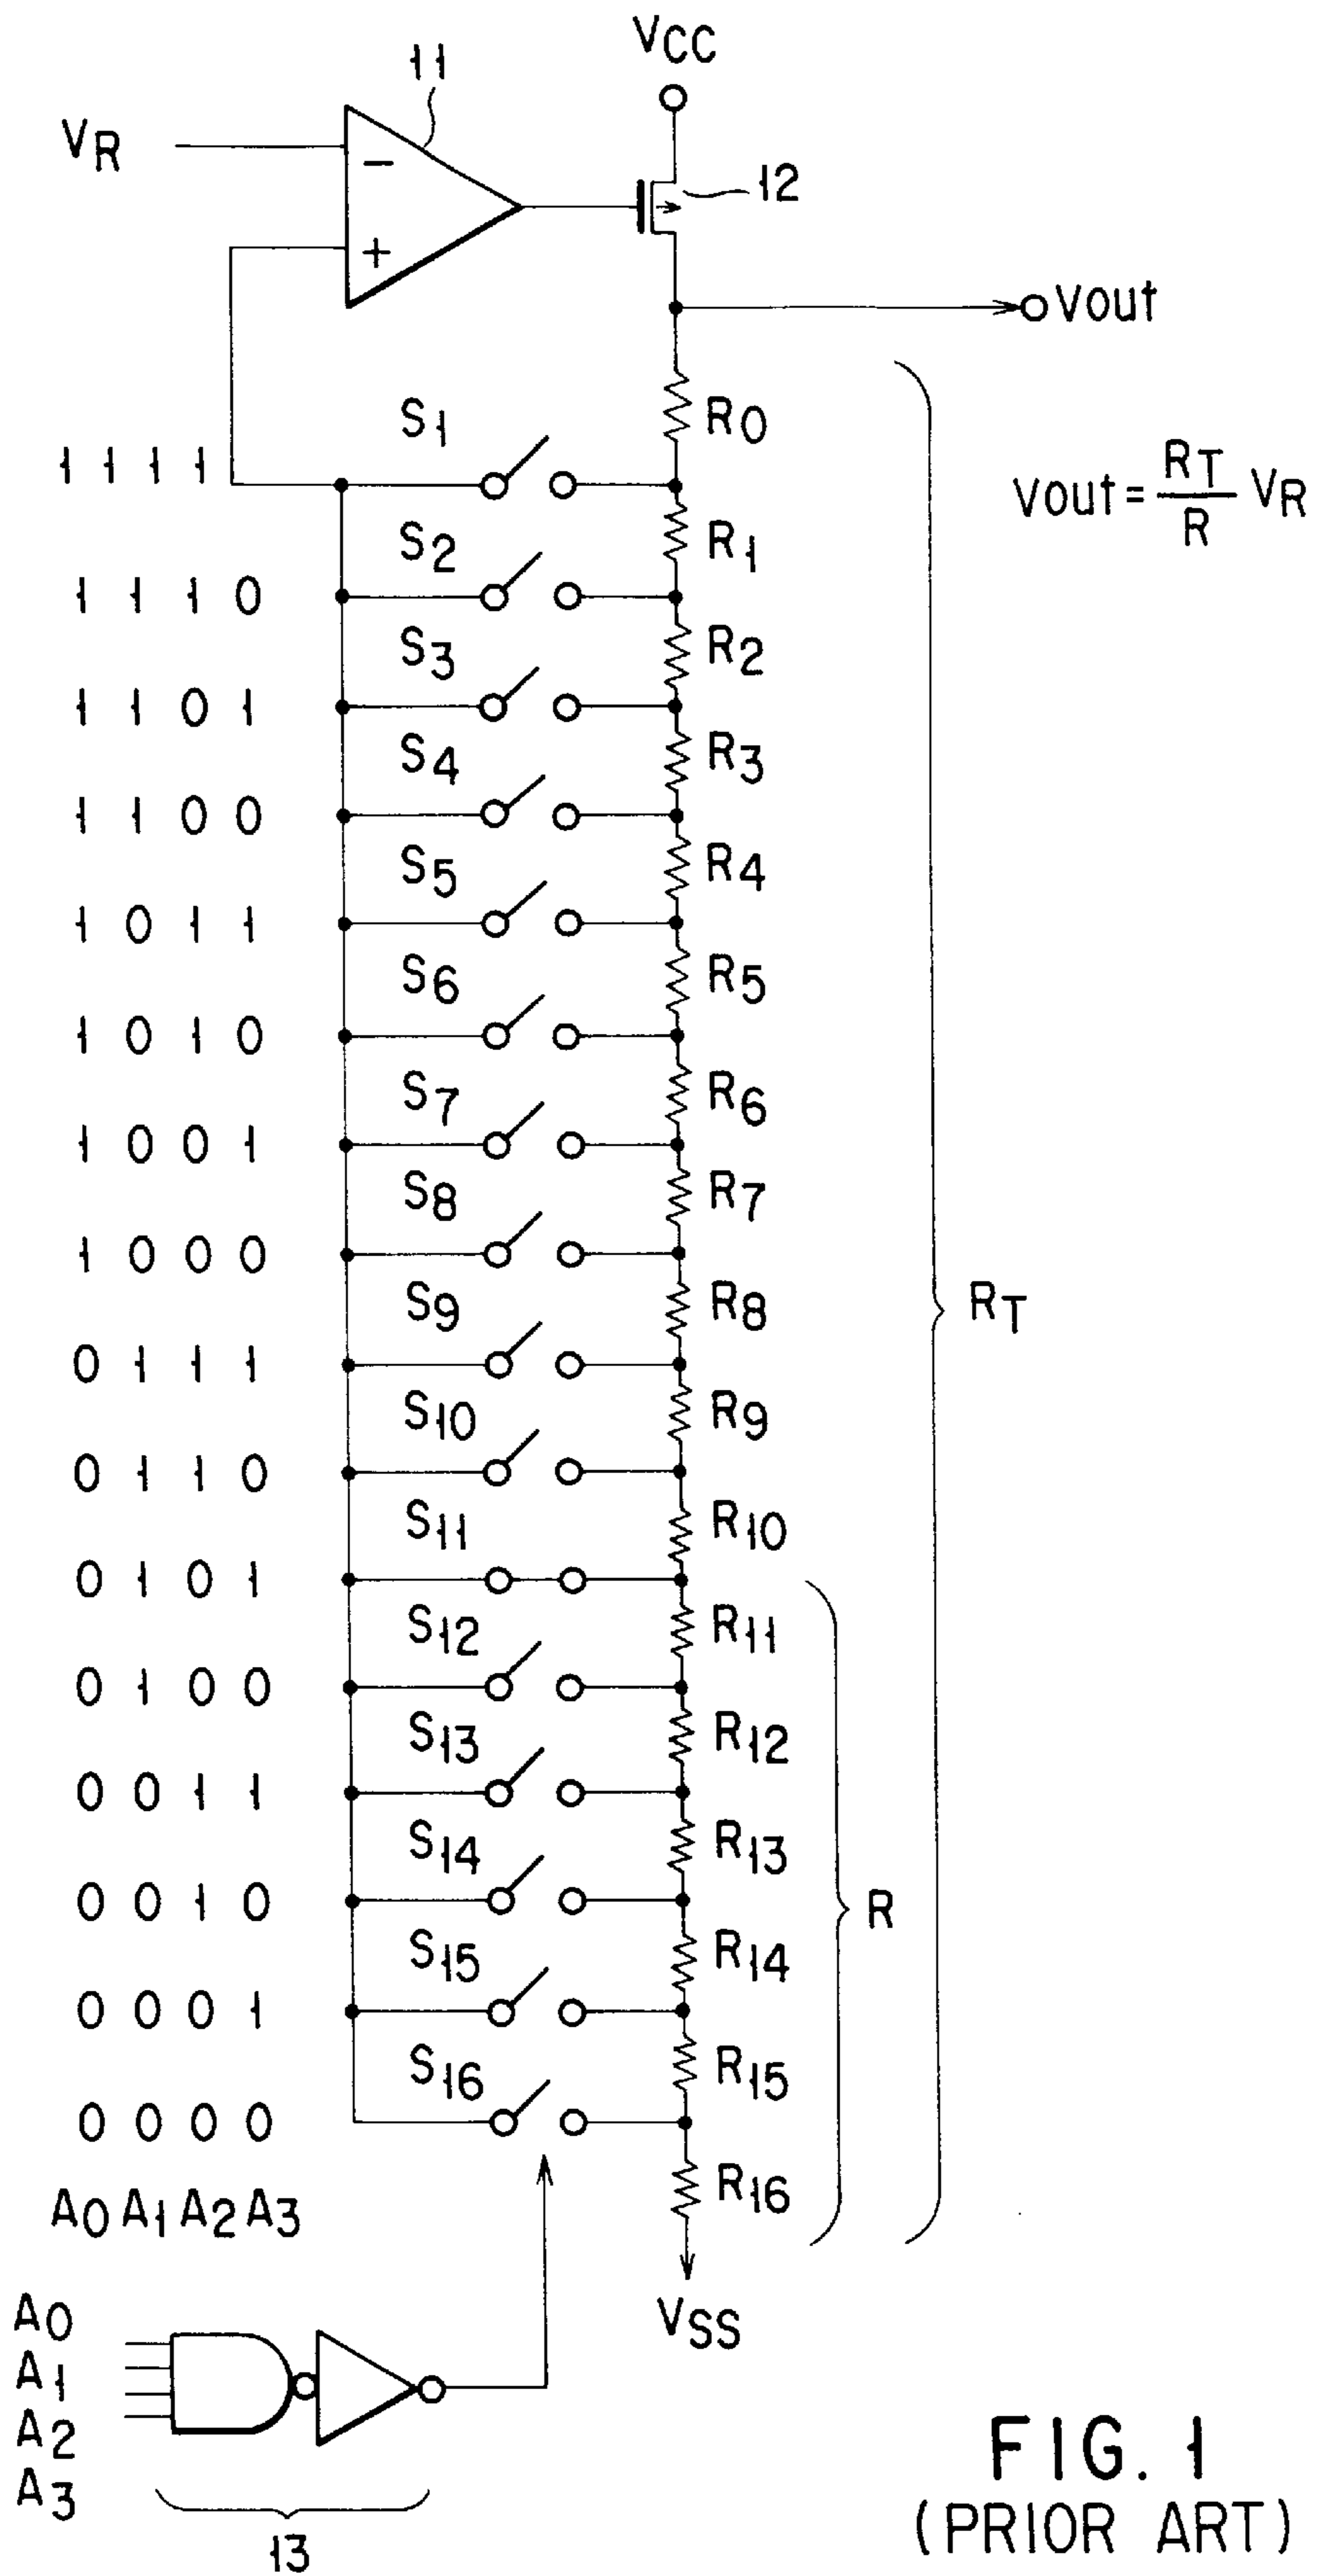 VCC
11
VR
−
12
+
Vout
R0
S1
1 1 1 1
Vout = RT/R VR
R1
S2
1 1 1 0
R2
S3
1 1 0 1
R3
S4
1 1 0 0
R4
S5
1 0 1 1
R5
S6
1 0 1 0
R6
S7
1 0 0 1
R7
S8
1 0 0 0
R8
S9
RT
0 1 1 1
R9
S10
0 1 1 0
R10
S11
0 1 0 1
R11
S12
0 1 0 0
R12
S13
0 0 1 1
R13
S14
0 0 1 0
R
R14
S15
0 0 0 1
R15
S16
0 0 0 0
R16
A0 A1 A2 A3
VSS
A0
A1
A2
A3
13
FIG. 1
(PRIOR ART)